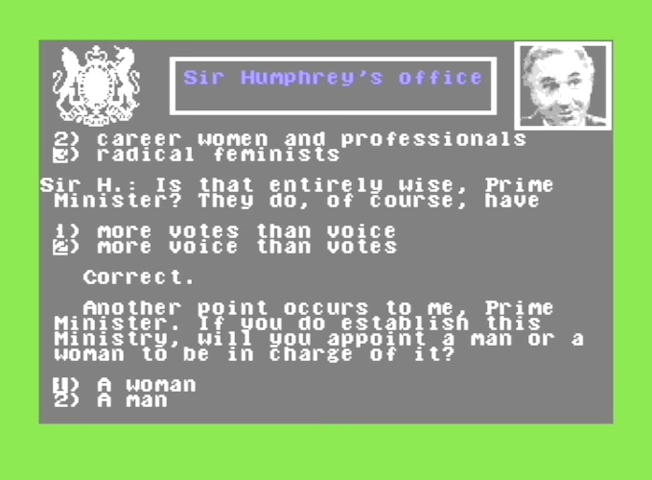 Sir Humphrey's office
2) career women and professionals
3) radical feminists
Sir H.: Is that entirely wise, Prime
Minister? They do, of course, have
1) more votes than voice
2) more voice than votes
Correct.
Another point occurs to me, Prime
Minister. If you do establish this
Ministry, will you appoint a man or a
woman to be in charge of it?
1) A woman
2) A man